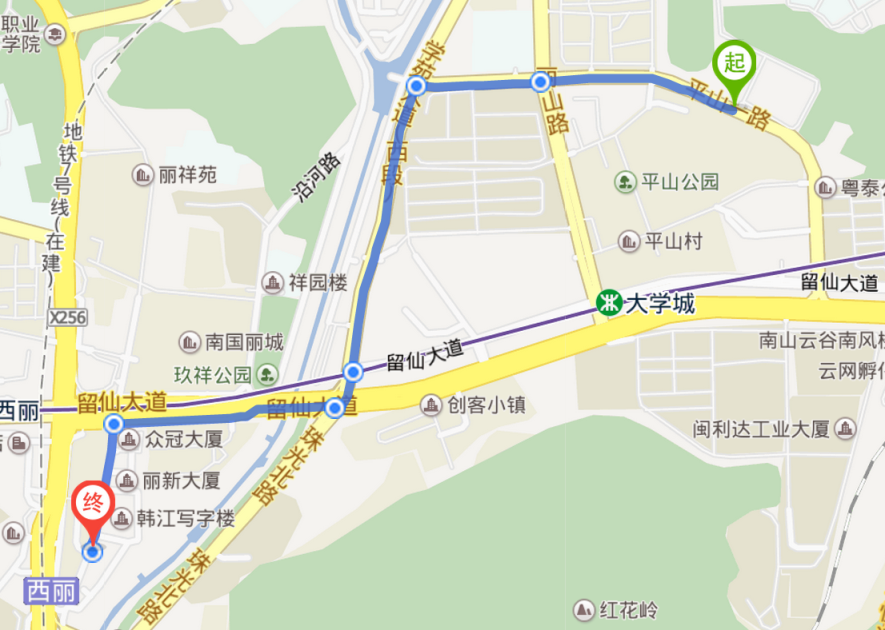 职业
学院
学苑大道西段
丽山路
起
平山一路
地铁7号线(在建)
沿河路
丽祥苑
平山公园
粤泰公
平山村
祥园楼
留仙大道
大学城
X256
南国丽城
留仙大道
玖祥公园
南山云谷南风楼
云网孵化
西丽
留仙大道
留仙大道
创客小镇
众冠大厦
闽利达工业大厦
珠光北路
丽新大厦
终
韩江写字楼
西丽
珠光北路
红花岭